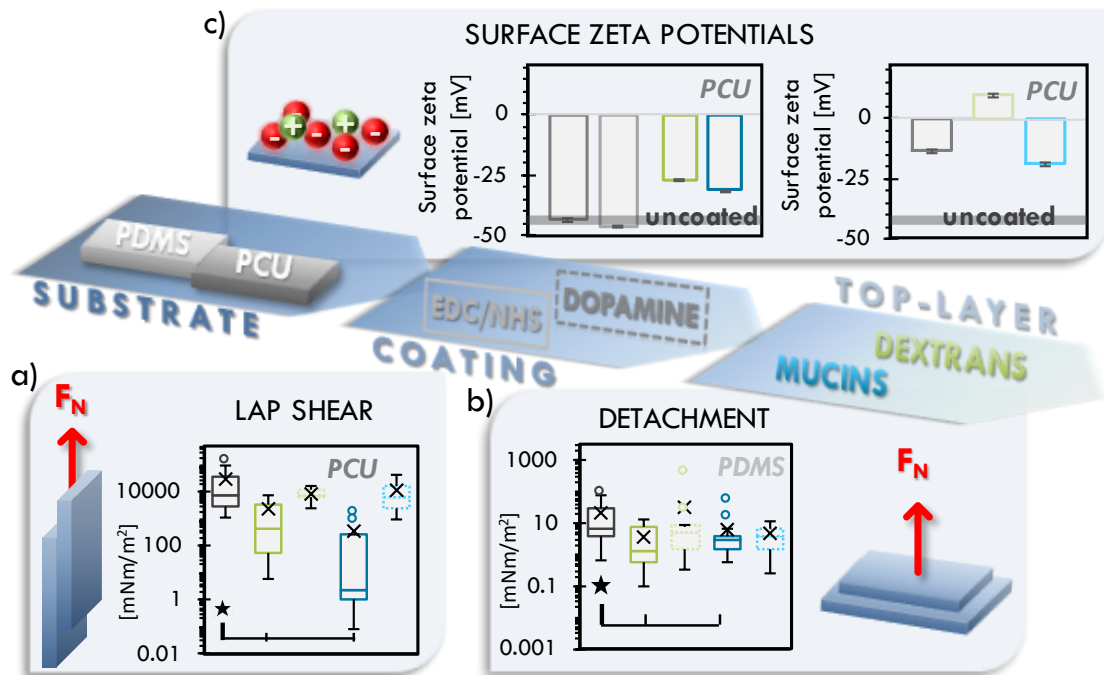 c)
SURFACE ZETA POTENTIALS
Surface zeta
potential [mV]
0
-25
-50
PCU
uncoated
Surface zeta
potential [mV]
0
-25
-50
PCU
uncoated
+
+
-
-
-
-
-
PDMS
PCU
SUBSTRATE
EDC/NHS
DOPAMINE
COATING
TOP-LAYER
DEXTRANS
MUCINS
a)
FN
LAP SHEAR
[mNm/m²]
10000
100
1
0.01
PCU
b)
DETACHMENT
[mNm/m²]
1000
10
0.1
0.001
PDMS
FN